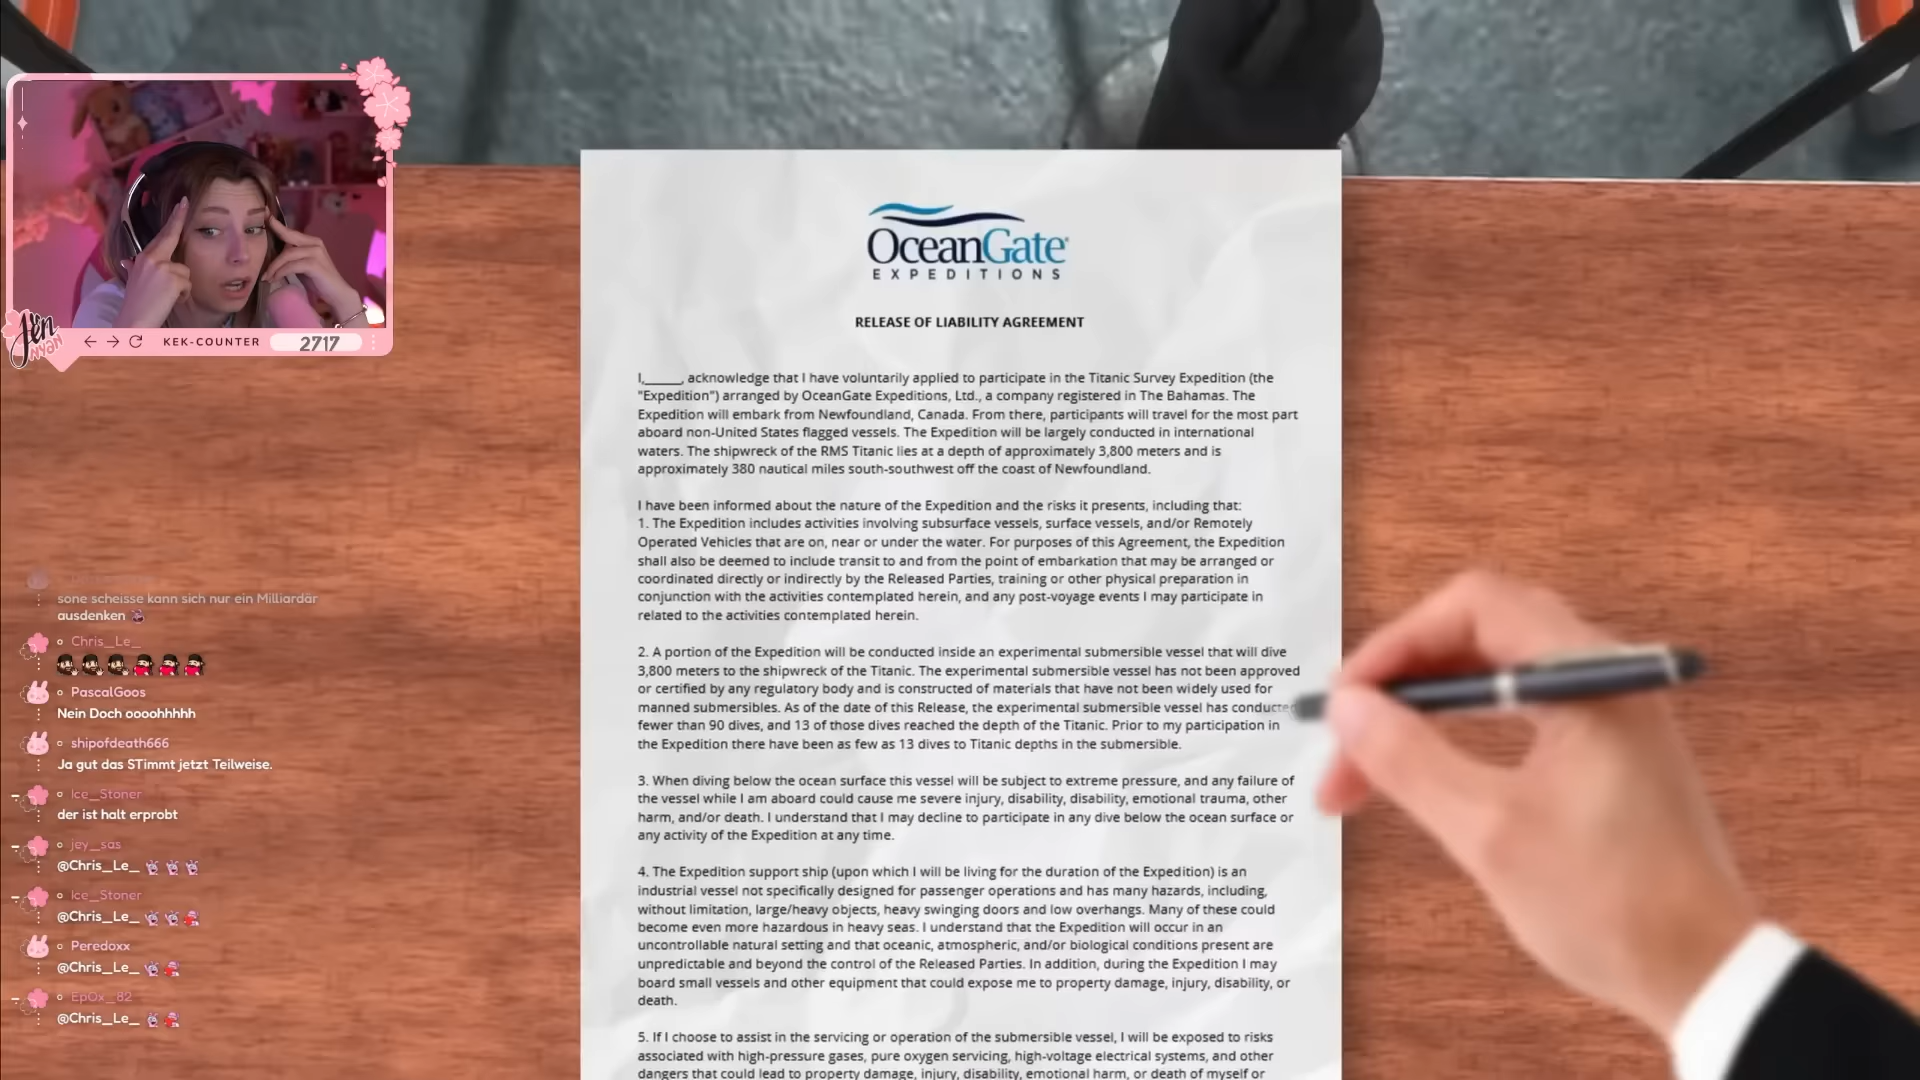 Jen
nyan
KEK-COUNTER 2717
sone scheisse kann sich nur ein Milliardär
ausdenken
Chris_Le_
PascalGoos
Nein Doch oooohhhhh
shipofdeath666
Ja gut das STimmt jetzt Teilweise.
Ice_Stoner
der ist halt erprobt
jey_sas
@Chris_Le_
Ice_Stoner
@Chris_Le_
Peredoxx
@Chris_Le_
EpOx_82
@Chris_Le_
OceanGate
EXPEDITIONS
RELEASE OF LIABILITY AGREEMENT
I,_____, acknowledge that I have voluntarily applied to participate in the Titanic Survey Expedition (the
"Expedition") arranged by OceanGate Expeditions, Ltd., a company registered in The Bahamas. The
Expedition will embark from Newfoundland, Canada. From there, participants will travel for the most part
aboard non-United States flagged vessels. The Expedition will be largely conducted in international
waters. The shipwreck of the RMS Titanic lies at a depth of approximately 3,800 meters and is
approximately 380 nautical miles south-southwest off the coast of Newfoundland.
I have been informed about the nature of the Expedition and the risks it presents, including that:
1. The Expedition includes activities involving subsurface vessels, surface vessels, and/or Remotely
Operated Vehicles that are on, near or under the water. For purposes of this Agreement, the Expedition
shall also be deemed to include transit to and from the point of embarkation that may be arranged or
coordinated directly or indirectly by the Released Parties, training or other physical preparation in
conjunction with the activities contemplated herein, and any post-voyage events I may participate in
related to the activities contemplated herein.
2. A portion of the Expedition will be conducted inside an experimental submersible vessel that will dive
3,800 meters to the shipwreck of the Titanic. The experimental submersible vessel has not been approved
or certified by any regulatory body and is constructed of materials that have not been widely used for
manned submersibles. As of the date of this Release, the experimental submersible vessel has conducted
fewer than 90 dives, and 13 of those dives reached the depth of the Titanic. Prior to my participation in
the Expedition there have been as few as 13 dives to Titanic depths in the submersible.
3. When diving below the ocean surface this vessel will be subject to extreme pressure, and any failure of
the vessel while I am aboard could cause me severe injury, disability, disability, emotional trauma, other
harm, and/or death. I understand that I may decline to participate in any dive below the ocean surface or
any activity of the Expedition at any time.
4. The Expedition support ship (upon which I will be living for the duration of the Expedition) is an
industrial vessel not specifically designed for passenger operations and has many hazards, including,
without limitation, large/heavy objects, heavy swinging doors and low overhangs. Many of these could
become even more hazardous in heavy seas. I understand that the Expedition will occur in an
uncontrollable natural setting and that oceanic, atmospheric, and/or biological conditions present are
unpredictable and beyond the control of the Released Parties. In addition, during the Expedition I may
board small vessels and other equipment that could expose me to property damage, injury, disability, or
death.
5. If I choose to assist in the servicing or operation of the submersible vessel, I will be exposed to risks
associated with high-pressure gases, pure oxygen servicing, high-voltage electrical systems, and other
dangers that could lead to property damage, injury, disability, emotional harm, or death of myself or